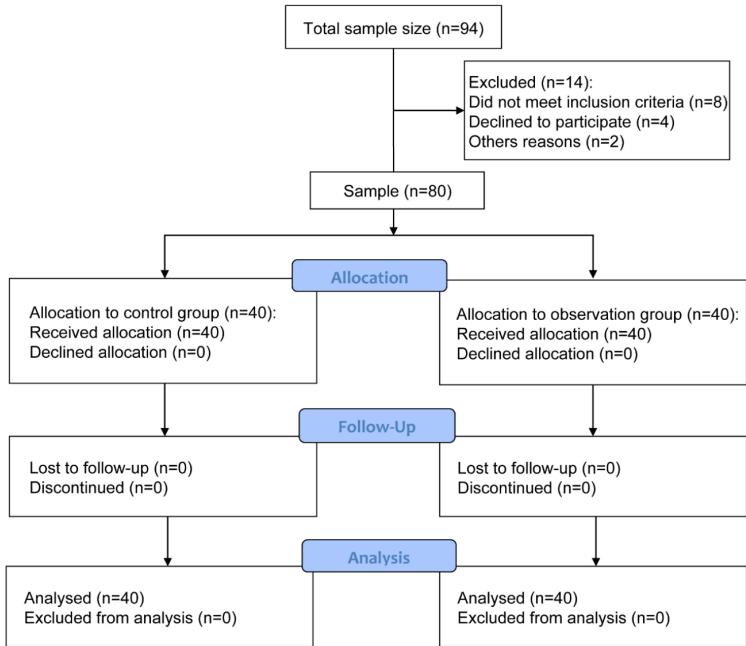 Total sample size (n=94)
Excluded (n=14):
Did not meet inclusion criteria (n=8)
Declined to participate (n=4)
Others reasons (n=2)
Sample (n=80)
Allocation
Allocation to control group (n=40):
Received allocation (n=40)
Declined allocation (n=0)
Allocation to observation group (n=40):
Received allocation (n=40)
Declined allocation (n=0)
Follow-Up
Lost to follow-up (n=0)
Discontinued (n=0)
Lost to follow-up (n=0)
Discontinued (n=0)
Analysis
Analysed (n=40)
Excluded from analysis (n=0)
Analysed (n=40)
Excluded from analysis (n=0)